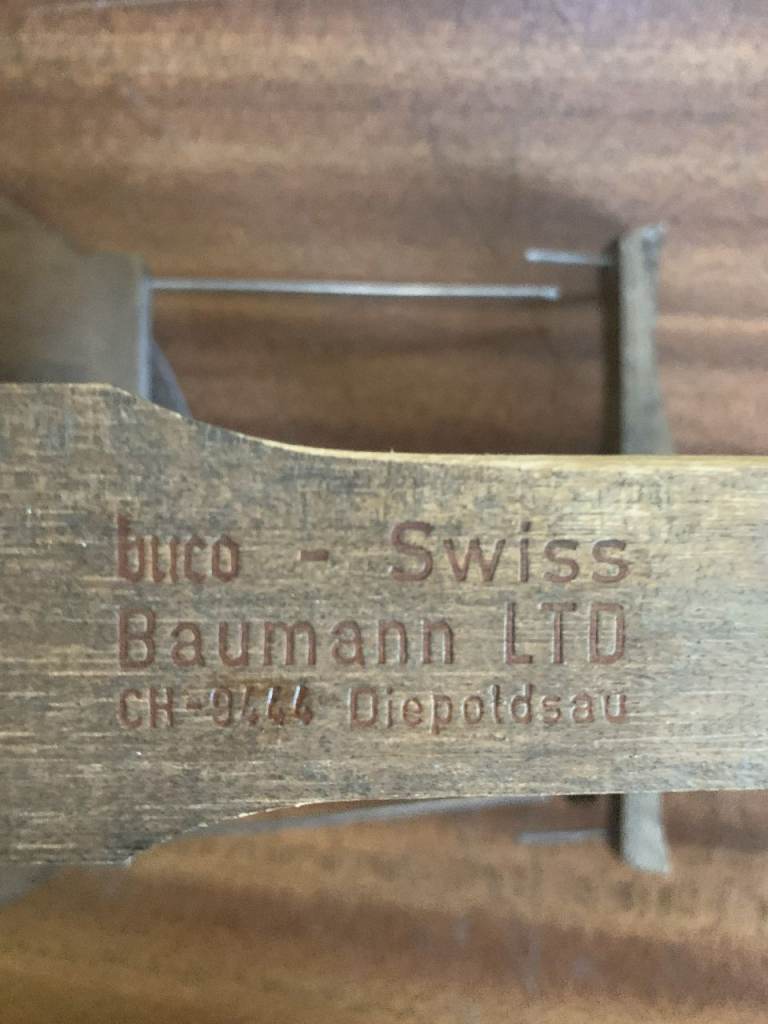 buco - Swiss
Baumann LTD
CH-9444 Diepoldsau